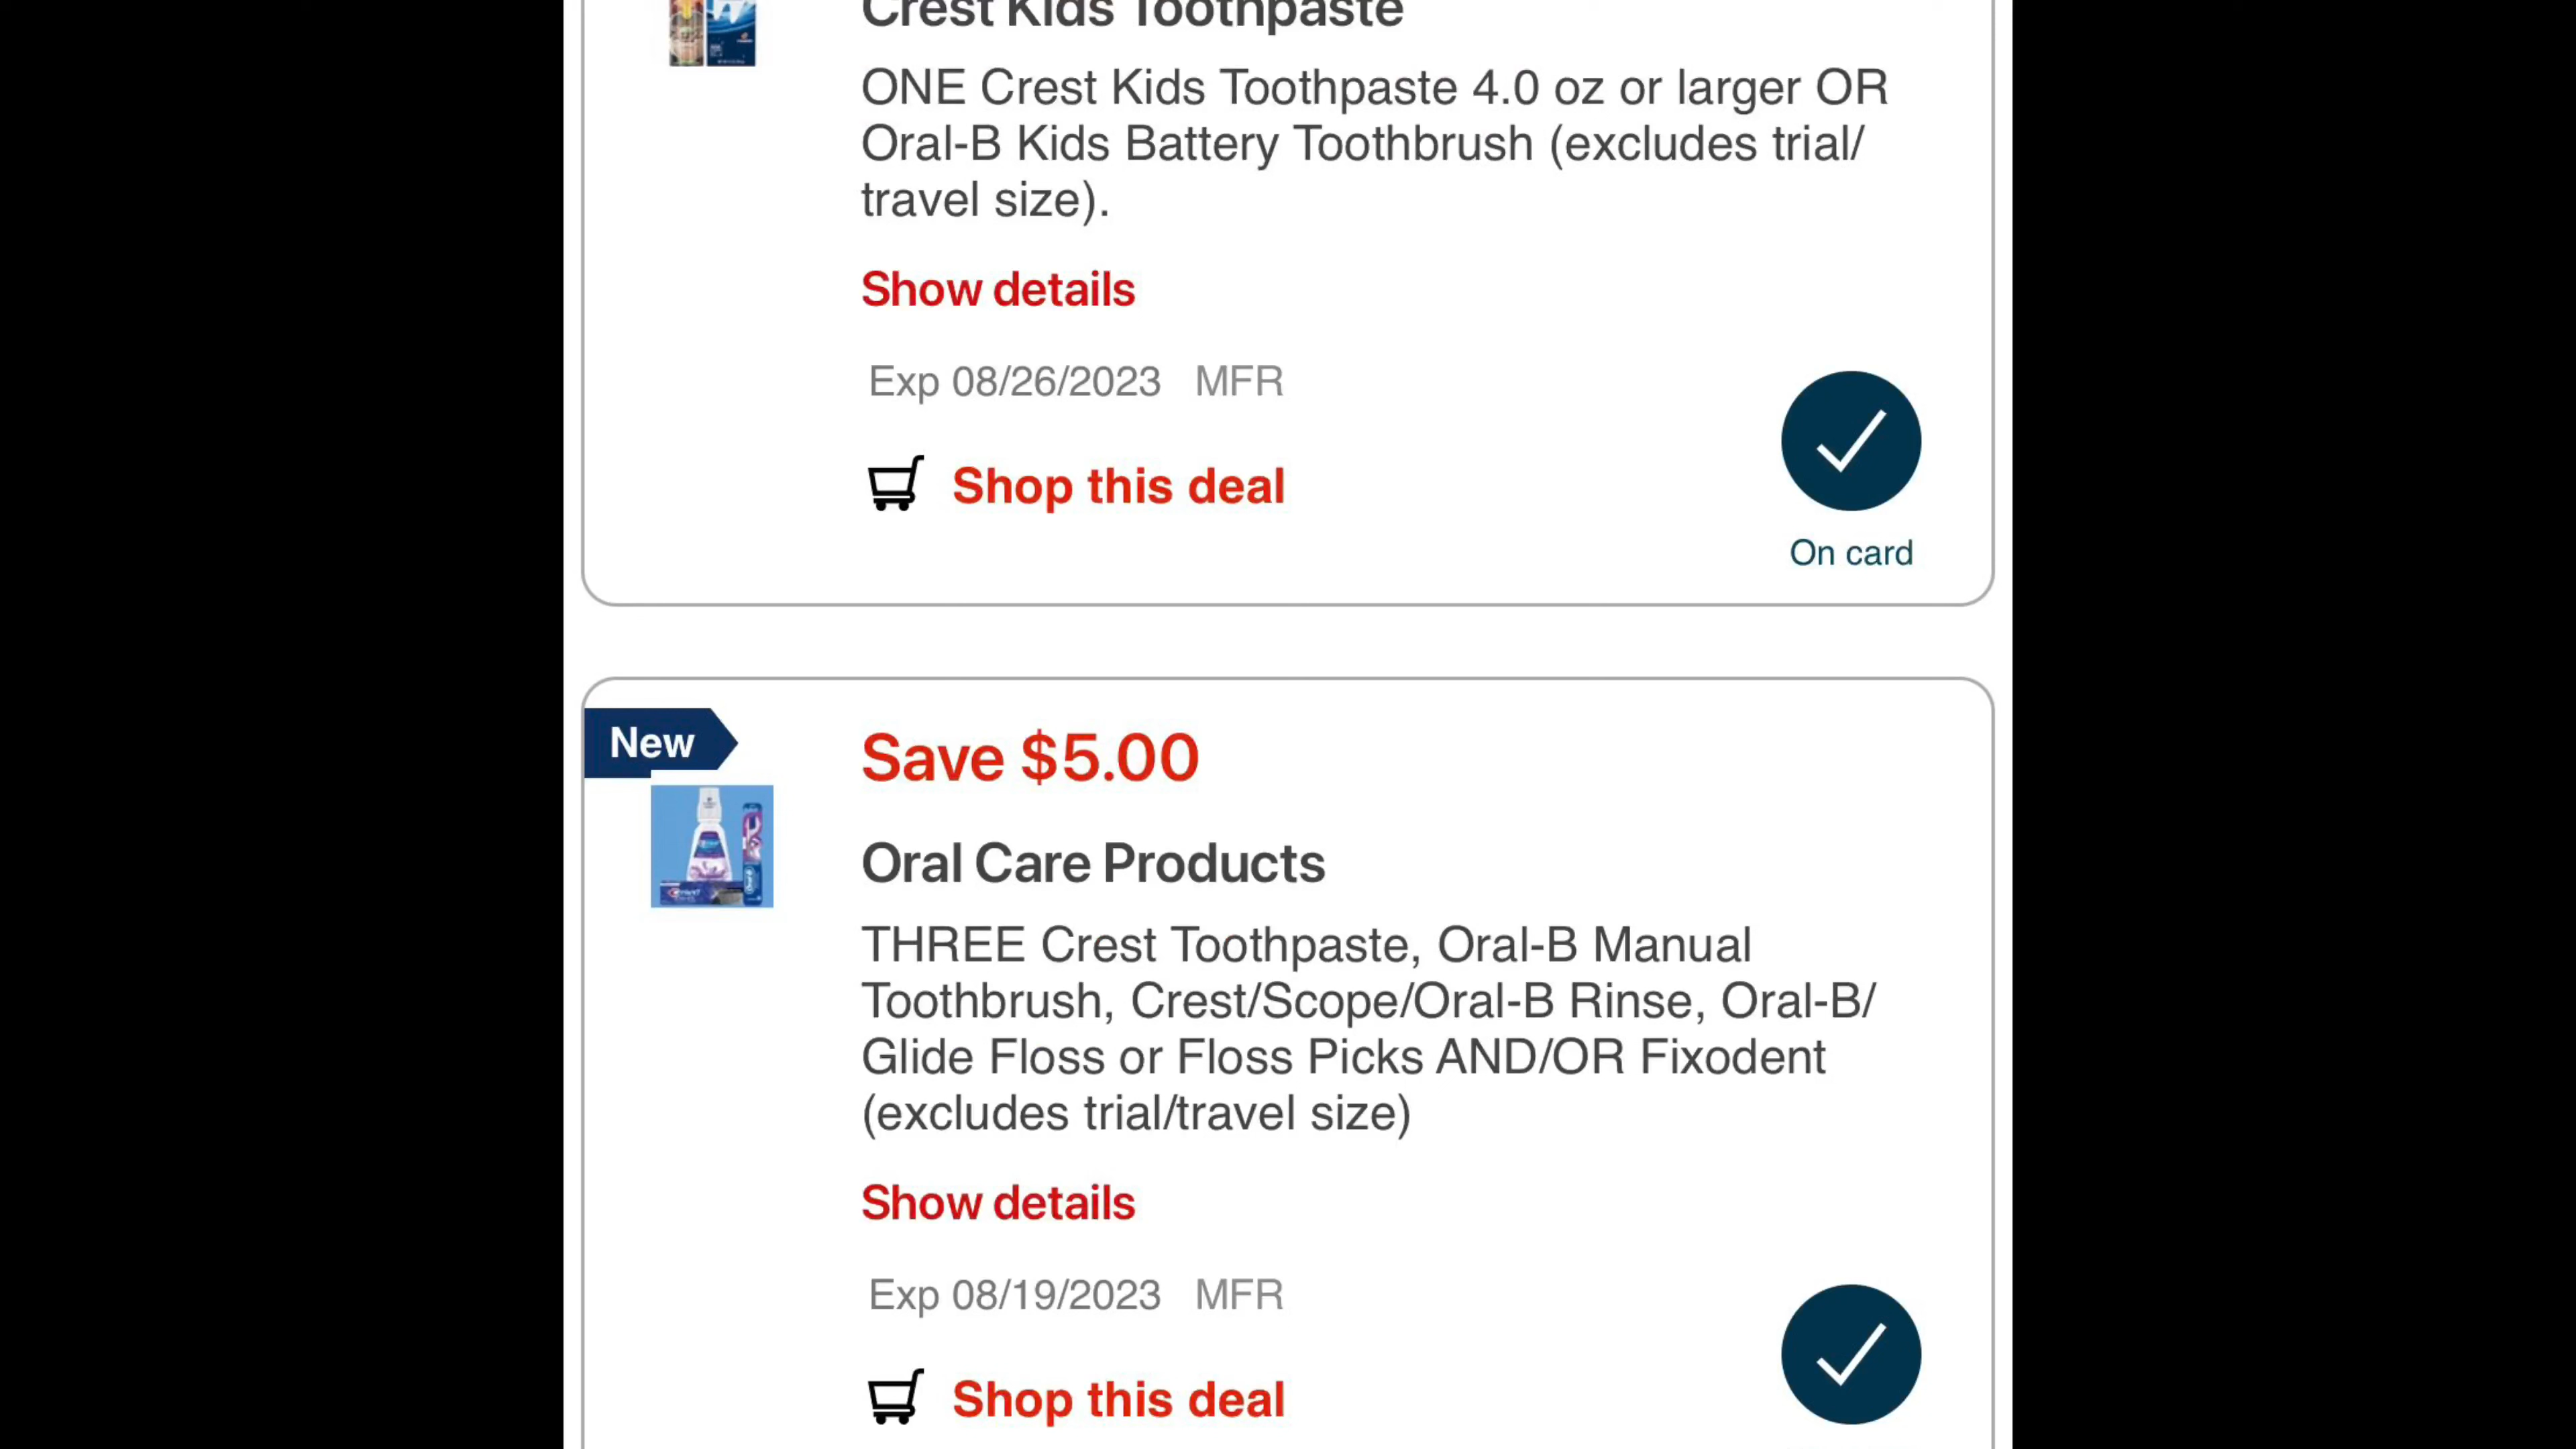 Crest Kids Toothpaste
ONE Crest Kids Toothpaste 4.0 oz or larger OR
Oral-B Kids Battery Toothbrush (excludes trial/
travel size).
Show details
Exp 08/26/2023 MFR
Shop this deal
On card
New
Save $5.00
Oral Care Products
THREE Crest Toothpaste, Oral-B Manual
Toothbrush, Crest/Scope/Oral-B Rinse, Oral-B/
Glide Floss or Floss Picks AND/OR Fixodent
(excludes trial/travel size)
Show details
Exp 08/19/2023 MFR
Shop this deal